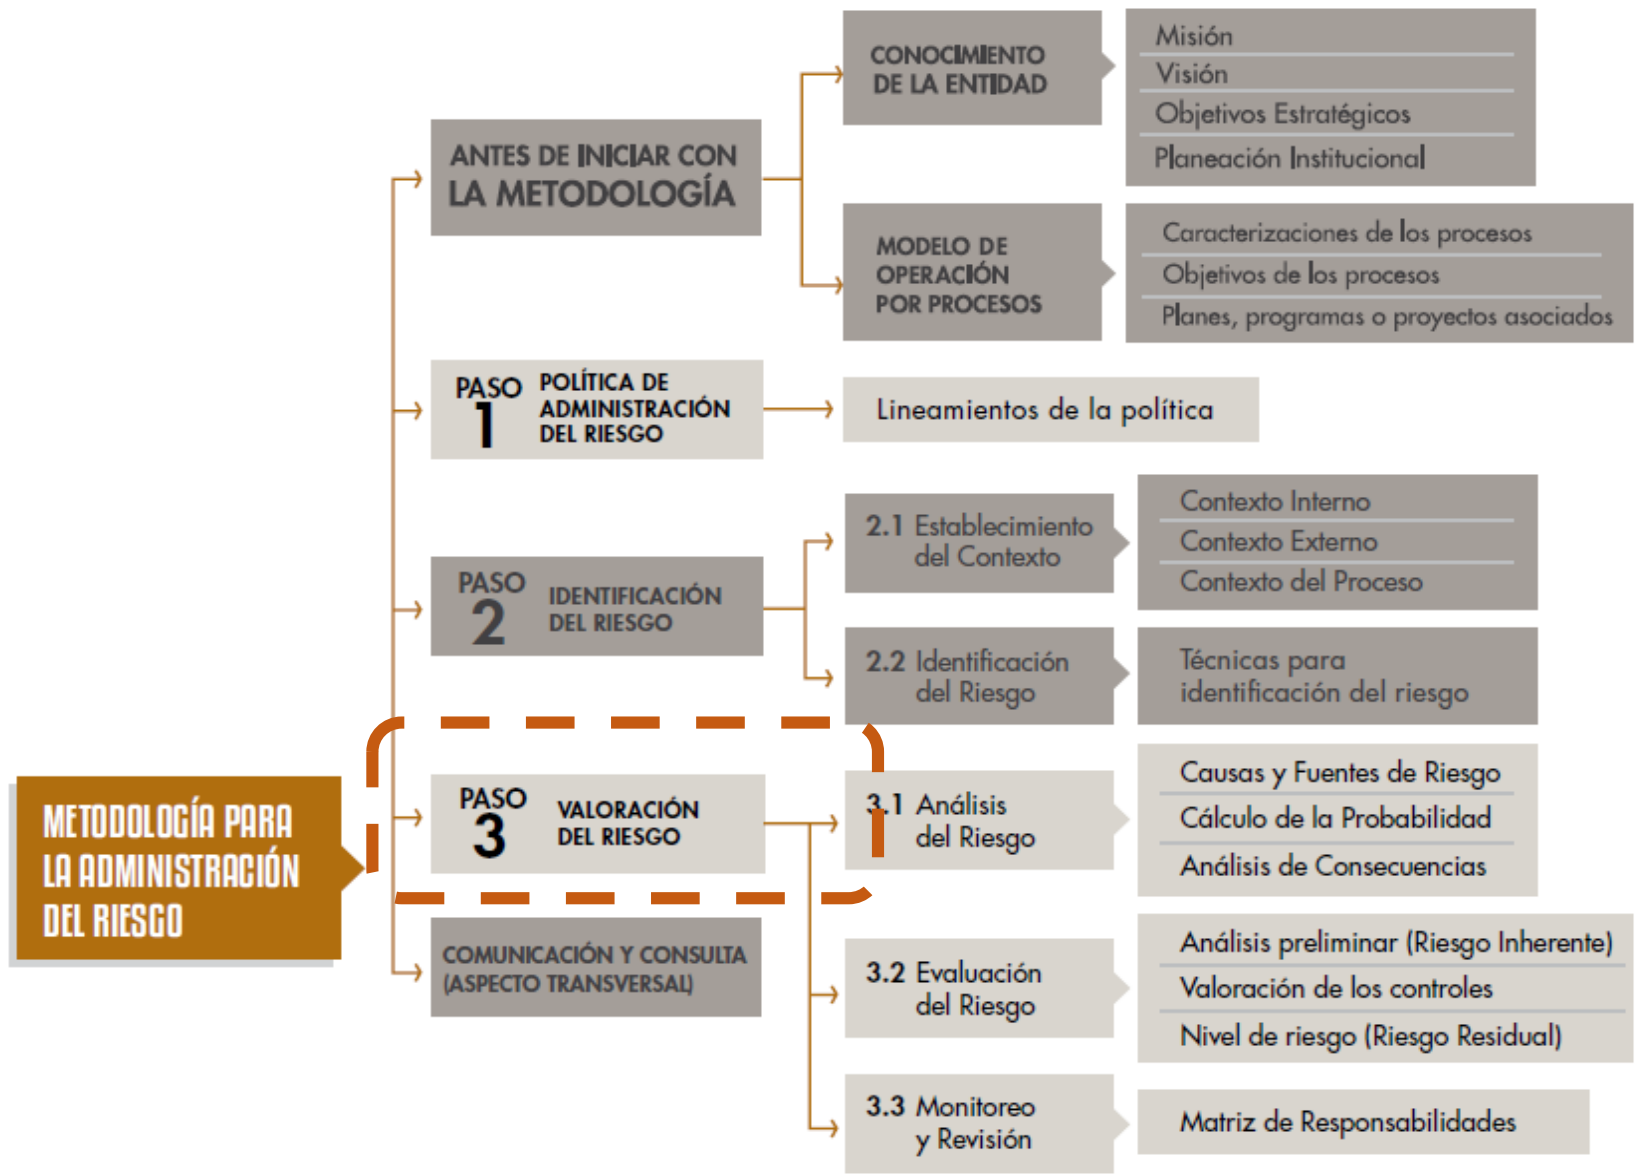 METODOLOGÍA PARA
LA ADMINISTRACIÓN
DEL RIESGO
ANTES DE INICIAR CON
LA METODOLOGÍA
CONOCIMIENTO
DE LA ENTIDAD
Misión
Visión
Objetivos Estratégicos
Planeación Institucional
MODELO DE
OPERACIÓN
POR PROCESOS
Caracterizaciones de los procesos
Objetivos de los procesos
Planes, programas o proyectos asociados
PASO
1
POLÍTICA DE
ADMINISTRACIÓN
DEL RIESGO
Lineamientos de la política
PASO
2
IDENTIFICACIÓN
DEL RIESGO
2.1 Establecimiento
del Contexto
Contexto Interno
Contexto Externo
Contexto del Proceso
2.2 Identificación
del Riesgo
Técnicas para
identificación del riesgo
PASO
3
VALORACIÓN
DEL RIESGO
3.1 Análisis
del Riesgo
Causas y Fuentes de Riesgo
Cálculo de la Probabilidad
Análisis de Consecuencias
3.2 Evaluación
del Riesgo
Análisis preliminar (Riesgo Inherente)
Valoración de los controles
Nivel de riesgo (Riesgo Residual)
3.3 Monitoreo
y Revisión
Matriz de Responsabilidades
COMUNICACIÓN Y CONSULTA
(ASPECTO TRANSVERSAL)